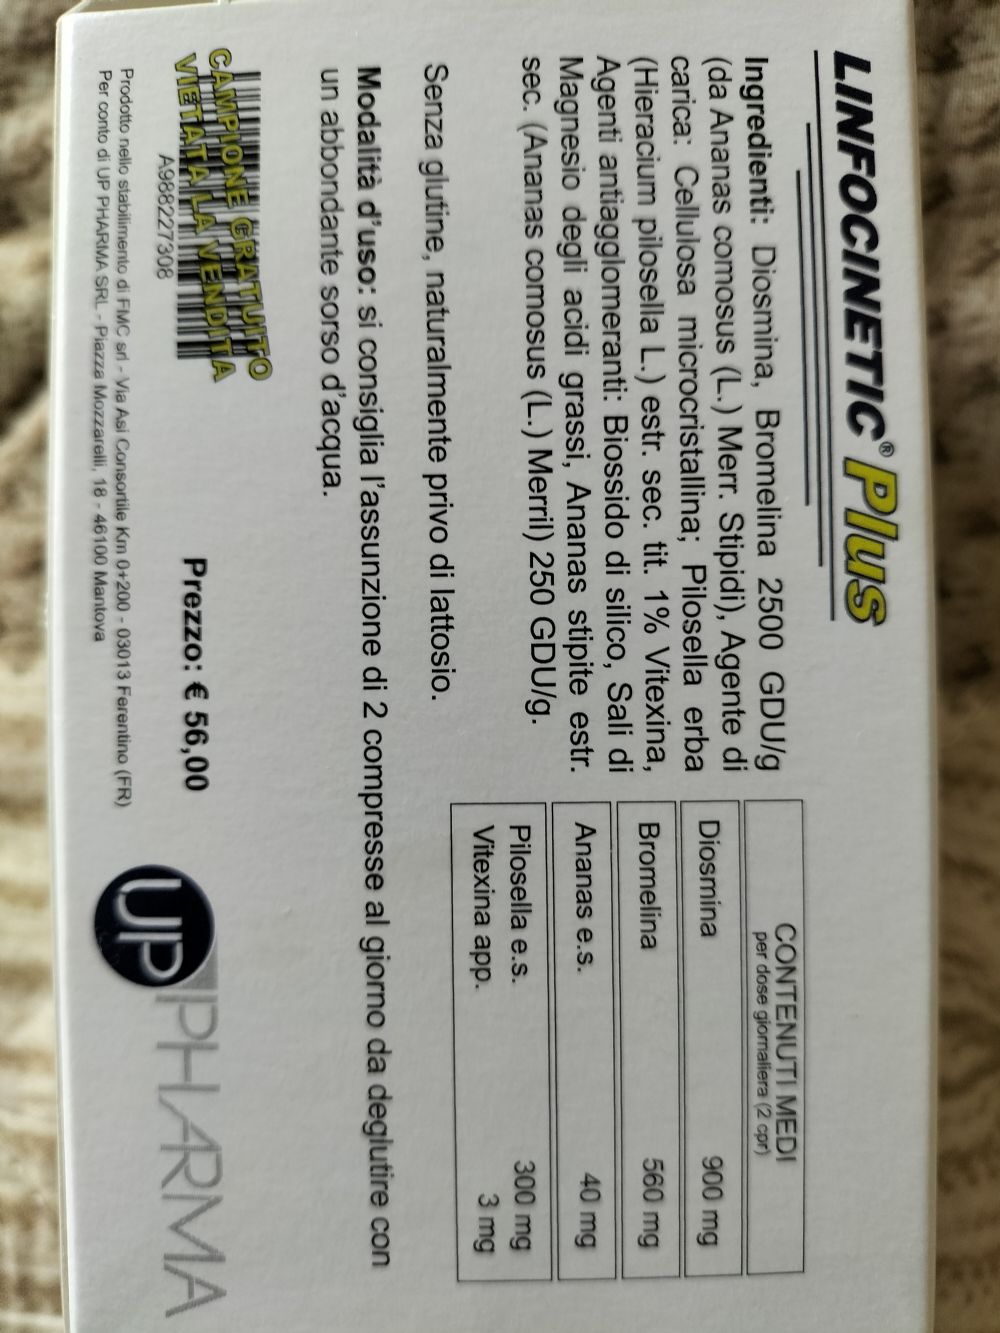 LINFOCINETIC® Plus
Ingredienti: Diosmina, Bromelina 2500 GDU/g
(da Ananas comosus (L.) Merr. Stipidi), Agente di
carica: Cellulosa microcristallina; Pilosella erba
(Hieracium pilosella L.) estr. sec. tit. 1% Vitexina,
Agenti antiagglomeranti: Biossido di silico, Sali di
Magnesio degli acidi grassi, Ananas stipite estr.
sec. (Ananas comosus (L.) Merril) 250 GDU/g.
CONTENUTI MEDI
per dose giornaliera (2 cpr)
Diosmina 900 mg
Bromelina 560 mg
Ananas e.s. 40 mg
Pilosella e.s. 300 mg
Vitexina app. 3 mg
Senza glutine, naturalmente privo di lattosio.
Modalità d'uso: si consiglia l'assunzione di 2 compresse al giorno da deglutire con
un abbondante sorso d'acqua.
CAMPIONE GRATUITO
VIETATA LA VENDITA
A988227308
Prezzo: € 56,00
Prodotto nello stabilimento di FMC srl - Via Asi Consortile Km 0+200 - 03013 Ferentino (FR)
Per conto di UP PHARMA SRL - Piazza Mozzarelli, 18 - 46100 Mantova
UP PHARMA